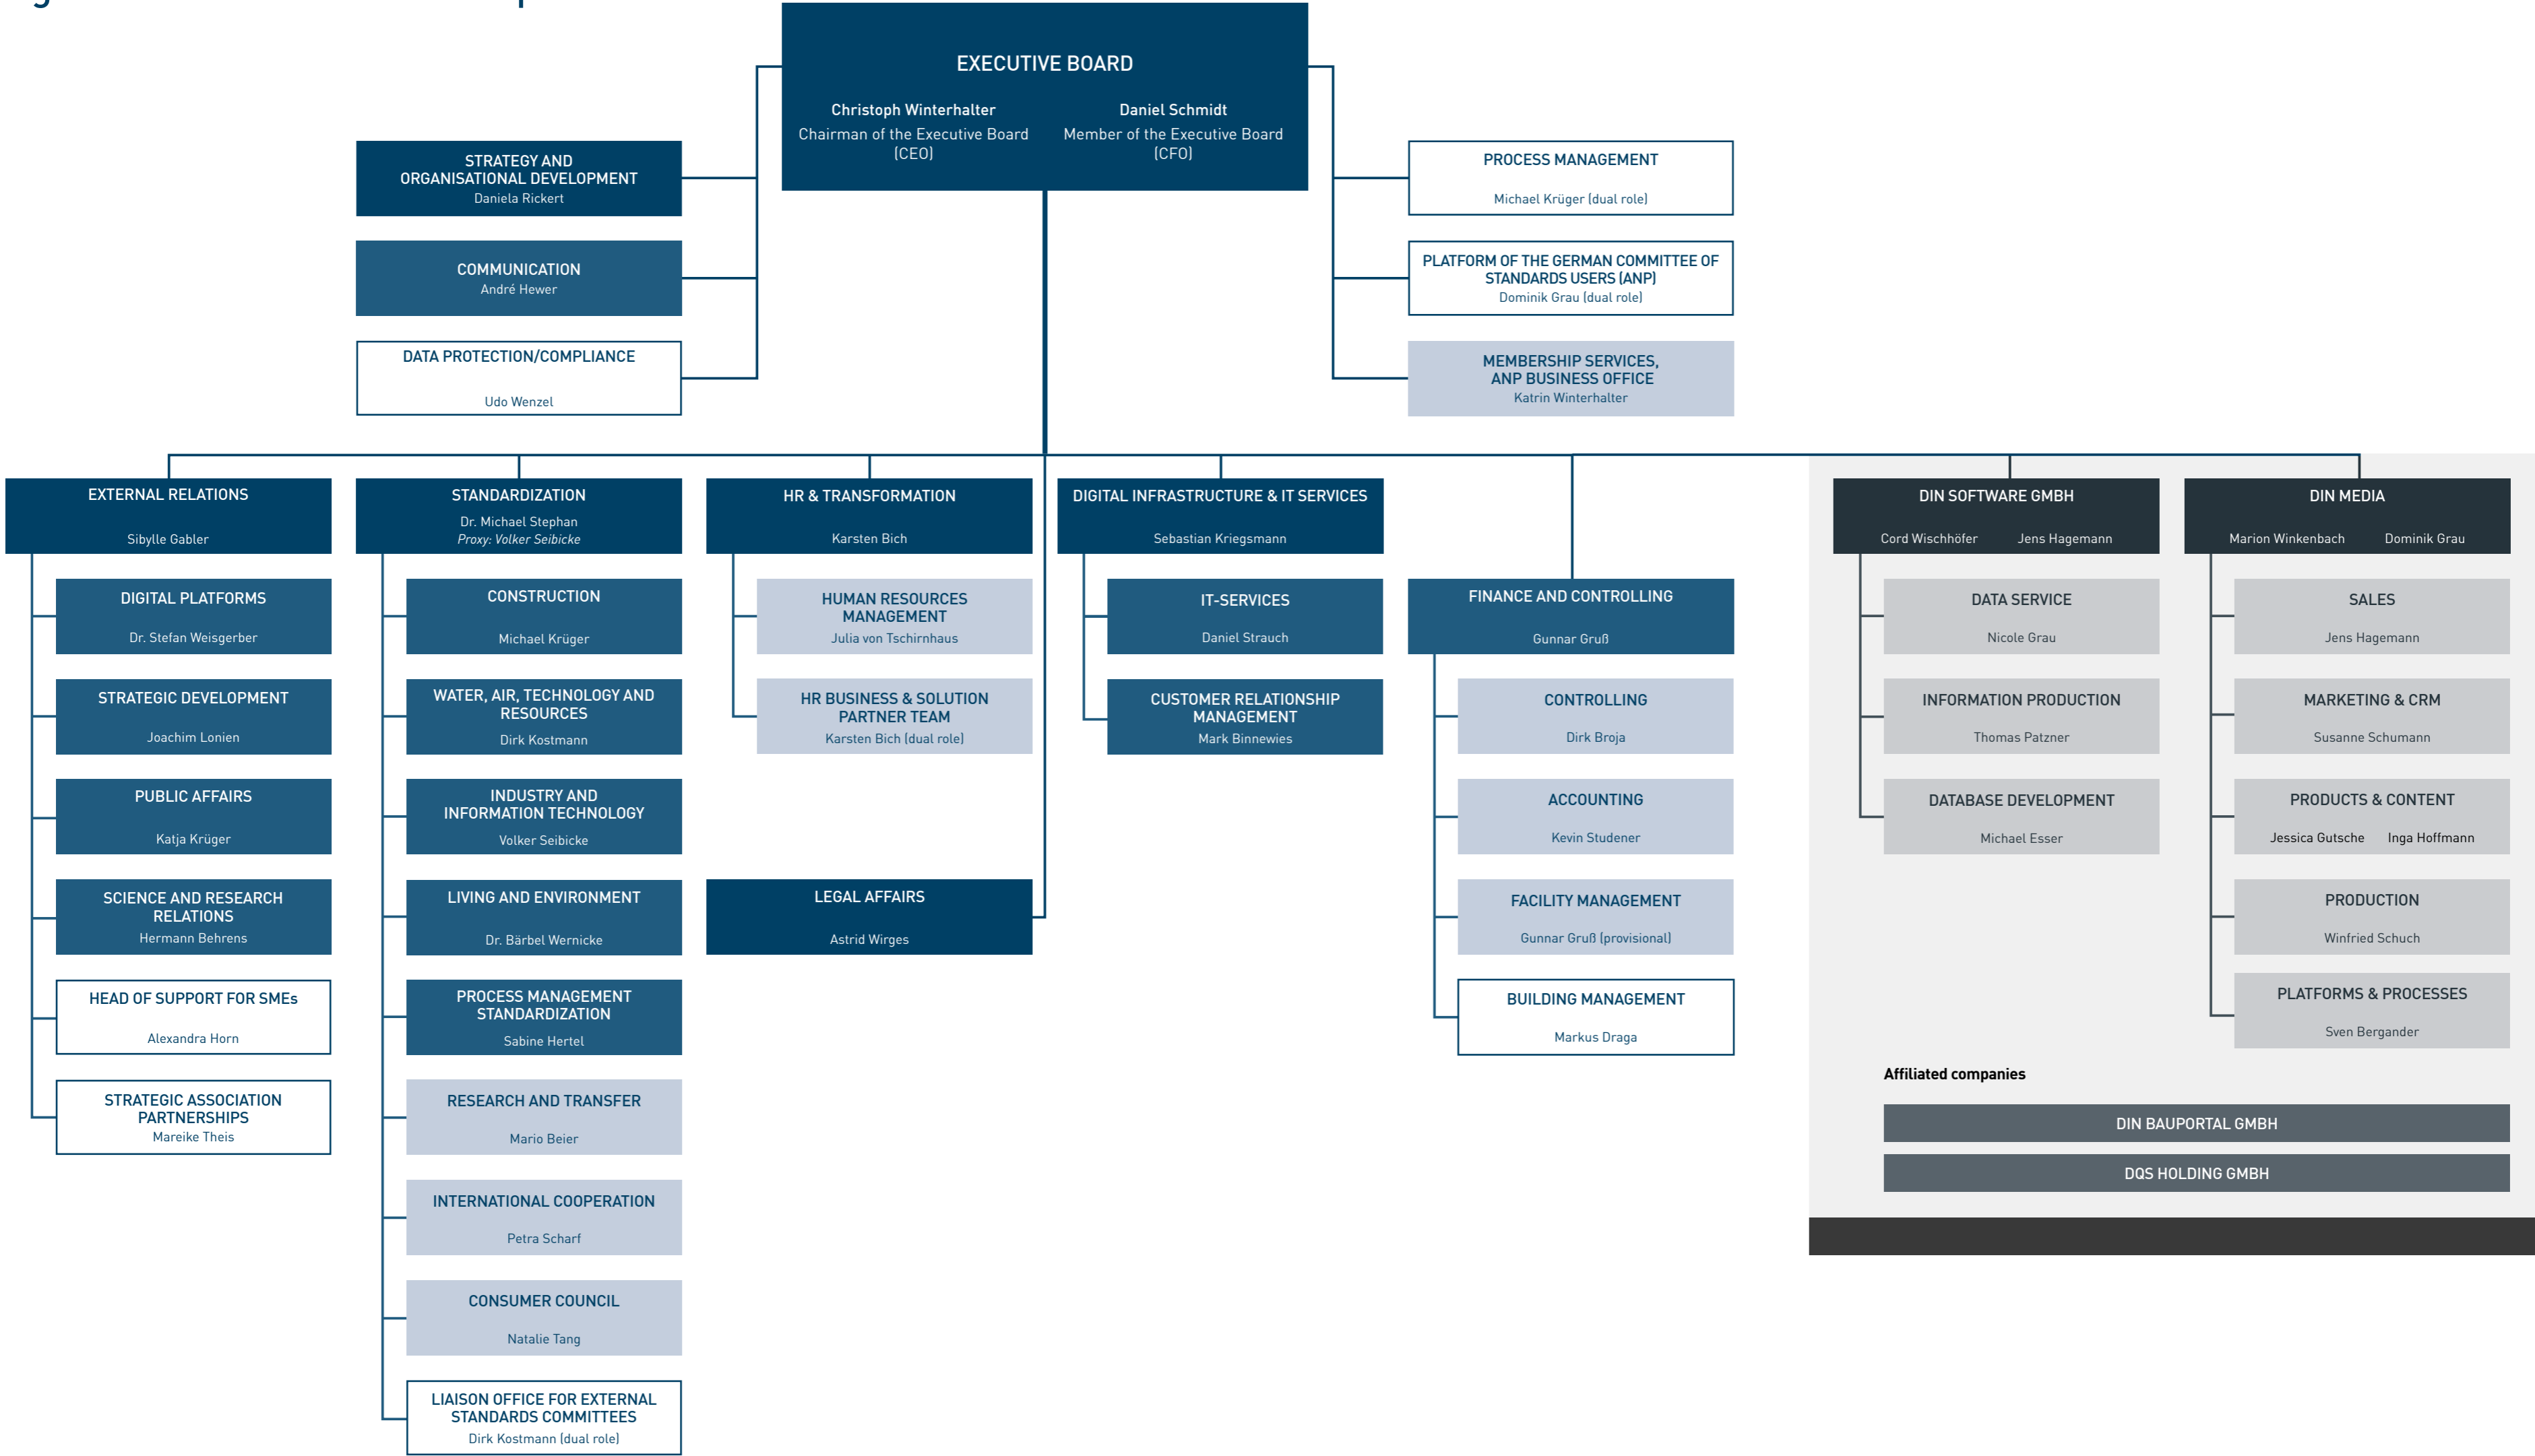 EXECUTIVE BOARD
Christoph Winterhalter
Chairman of the Executive Board
(CEO)
Daniel Schmidt
Member of the Executive Board
(CFO)
STRATEGY AND
ORGANISATIONAL DEVELOPMENT
Daniela Rickert
COMMUNICATION
André Hewer
DATA PROTECTION/COMPLIANCE
Udo Wenzel
PROCESS MANAGEMENT
Michael Krüger (dual role)
PLATFORM OF THE GERMAN COMMITTEE OF
STANDARDS USERS (ANP)
Dominik Grau (dual role)
MEMBERSHIP SERVICES,
ANP BUSINESS OFFICE
Katrin Winterhalter
EXTERNAL RELATIONS
Sibylle Gabler
DIGITAL PLATFORMS
Dr. Stefan Weisgerber
STRATEGIC DEVELOPMENT
Joachim Lonien
PUBLIC AFFAIRS
Katja Krüger
SCIENCE AND RESEARCH
RELATIONS
Hermann Behrens
HEAD OF SUPPORT FOR SMEs
Alexandra Horn
STRATEGIC ASSOCIATION
PARTNERSHIPS
Mareike Theis
STANDARDIZATION
Dr. Michael Stephan
Proxy: Volker Seibicke
CONSTRUCTION
Michael Krüger
WATER, AIR, TECHNOLOGY AND
RESOURCES
Dirk Kostmann
INDUSTRY AND
INFORMATION TECHNOLOGY
Volker Seibicke
LIVING AND ENVIRONMENT
Dr. Bärbel Wernicke
PROCESS MANAGEMENT
STANDARDIZATION
Sabine Hertel
RESEARCH AND TRANSFER
Mario Beier
INTERNATIONAL COOPERATION
Petra Scharf
CONSUMER COUNCIL
Natalie Tang
LIAISON OFFICE FOR EXTERNAL
STANDARDS COMMITTEES
Dirk Kostmann (dual role)
HR & TRANSFORMATION
Karsten Bich
HUMAN RESOURCES
MANAGEMENT
Julia von Tschirnhaus
HR BUSINESS & SOLUTION
PARTNER TEAM
Karsten Bich (dual role)
LEGAL AFFAIRS
Astrid Wirges
DIGITAL INFRASTRUCTURE & IT SERVICES
Sebastian Kriegsmann
IT-SERVICES
Daniel Strauch
CUSTOMER RELATIONSHIP
MANAGEMENT
Mark Binnewies
FINANCE AND CONTROLLING
Gunnar Gruß
CONTROLLING
Dirk Broja
ACCOUNTING
Kevin Studener
FACILITY MANAGEMENT
Gunnar Gruß (provisional)
BUILDING MANAGEMENT
Markus Draga
DIN SOFTWARE GMBH
Cord Wischhöfer Jens Hagemann
DATA SERVICE
Nicole Grau
INFORMATION PRODUCTION
Thomas Patzner
DATABASE DEVELOPMENT
Michael Esser
DIN MEDIA
Marion Winkenbach Dominik Grau
SALES
Jens Hagemann
MARKETING & CRM
Susanne Schumann
PRODUCTS & CONTENT
Jessica Gutsche Inga Hoffmann
PRODUCTION
Winfried Schuch
PLATFORMS & PROCESSES
Sven Bergander
Affiliated companies
DIN BAUPORTAL GMBH
DQS HOLDING GMBH